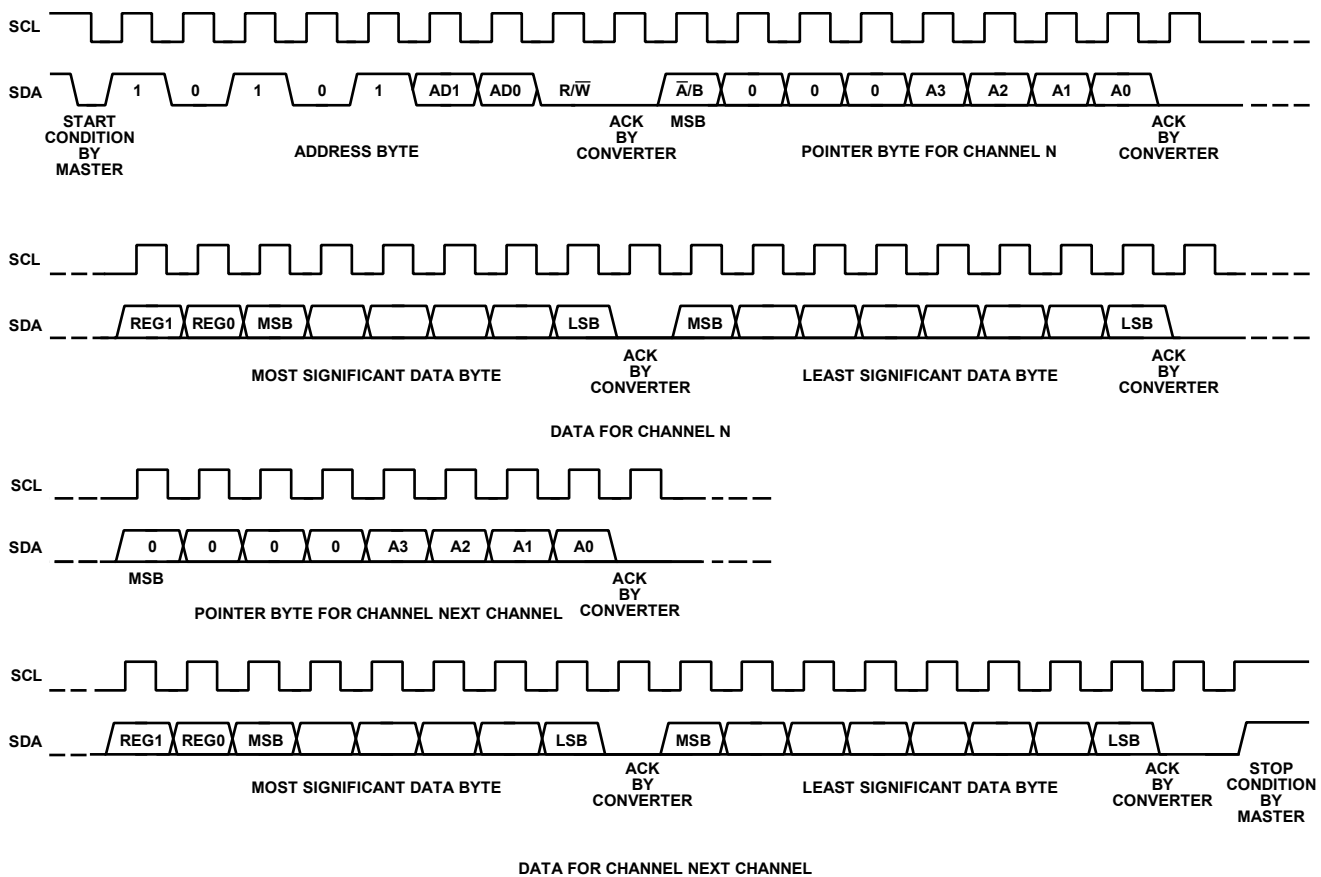 SCL
SDA 1 0 1 0 1 AD1 AD0 R/W̅ A̅/B 0 0 0 A3 A2 A1 A0
START CONDITION BY MASTER
ADDRESS BYTE
ACK BY CONVERTER
MSB
POINTER BYTE FOR CHANNEL N
ACK BY CONVERTER
SCL
SDA REG1 REG0 MSB LSB MSB LSB
MOST SIGNIFICANT DATA BYTE
ACK BY CONVERTER
LEAST SIGNIFICANT DATA BYTE
ACK BY CONVERTER
DATA FOR CHANNEL N
SCL
SDA 0 0 0 0 A3 A2 A1 A0
MSB
POINTER BYTE FOR CHANNEL NEXT CHANNEL
ACK BY CONVERTER
SCL
SDA REG1 REG0 MSB LSB MSB LSB
MOST SIGNIFICANT DATA BYTE
ACK BY CONVERTER
LEAST SIGNIFICANT DATA BYTE
ACK BY CONVERTER
STOP CONDITION BY MASTER
DATA FOR CHANNEL NEXT CHANNEL